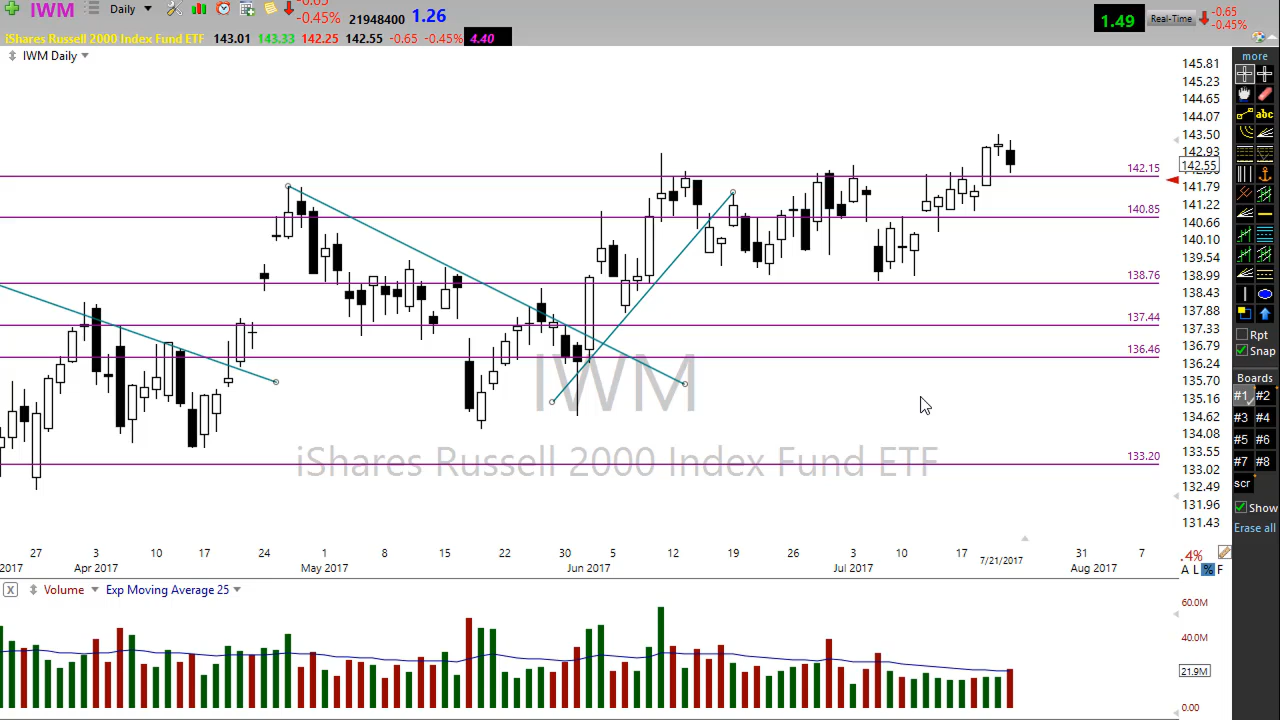 IWM Daily -0.65 -0.45% 21948400 1.26 1.49 Real-Time -0.65 -0.45%
iShares Russell 2000 Index Fund ETF 143.01 143.33 142.25 142.55 -0.65 -0.45% 4.40
IWM Daily
more
145.81
145.23
144.65
144.07
143.50
142.93
142.55
142.15
141.79
141.22
140.85
140.66
140.10
139.54
138.99
138.76
138.43
137.88
137.44
137.33
136.79
136.46
136.24
135.70
135.16
134.62
134.08
133.55
133.20
133.02
132.49
131.96
131.43
IWM
iShares Russell 2000 Index Fund ETF
abc
Rpt
Snap
Boards
#1 #2
#3 #4
#5 #6
#7 #8
scr
Show
Erase all
27 3 10 17 24 1 8 15 22 30 5 12 19 26 3 10 17 31 7
2017 Apr 2017 May 2017 Jun 2017 Jul 2017 7/21/2017 Aug 2017
.4%
A L % F
X Volume Exp Moving Average 25
60.0M
40.0M
21.9M
0.00